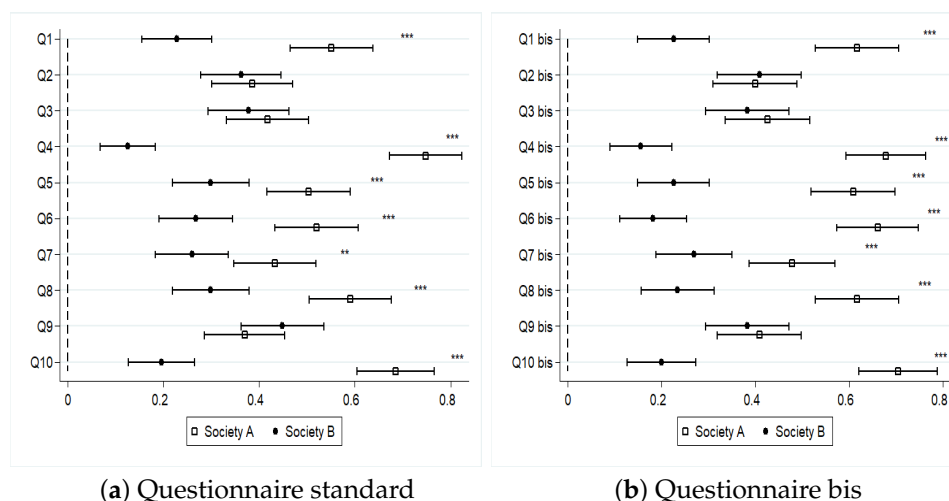 Q1
***
Q2
Q3
Q4
***
Q5
***
Q6
***
Q7
**
Q8
***
Q9
Q10
***
0
0.2
0.4
0.6
0.8
Society A
Society B
(a) Questionnaire standard
Q1 bis
***
Q2 bis
Q3 bis
Q4 bis
***
Q5 bis
***
Q6 bis
***
Q7 bis
***
Q8 bis
***
Q9 bis
Q10 bis
***
0
0.2
0.4
0.6
0.8
Society A
Society B
(b) Questionnaire bis